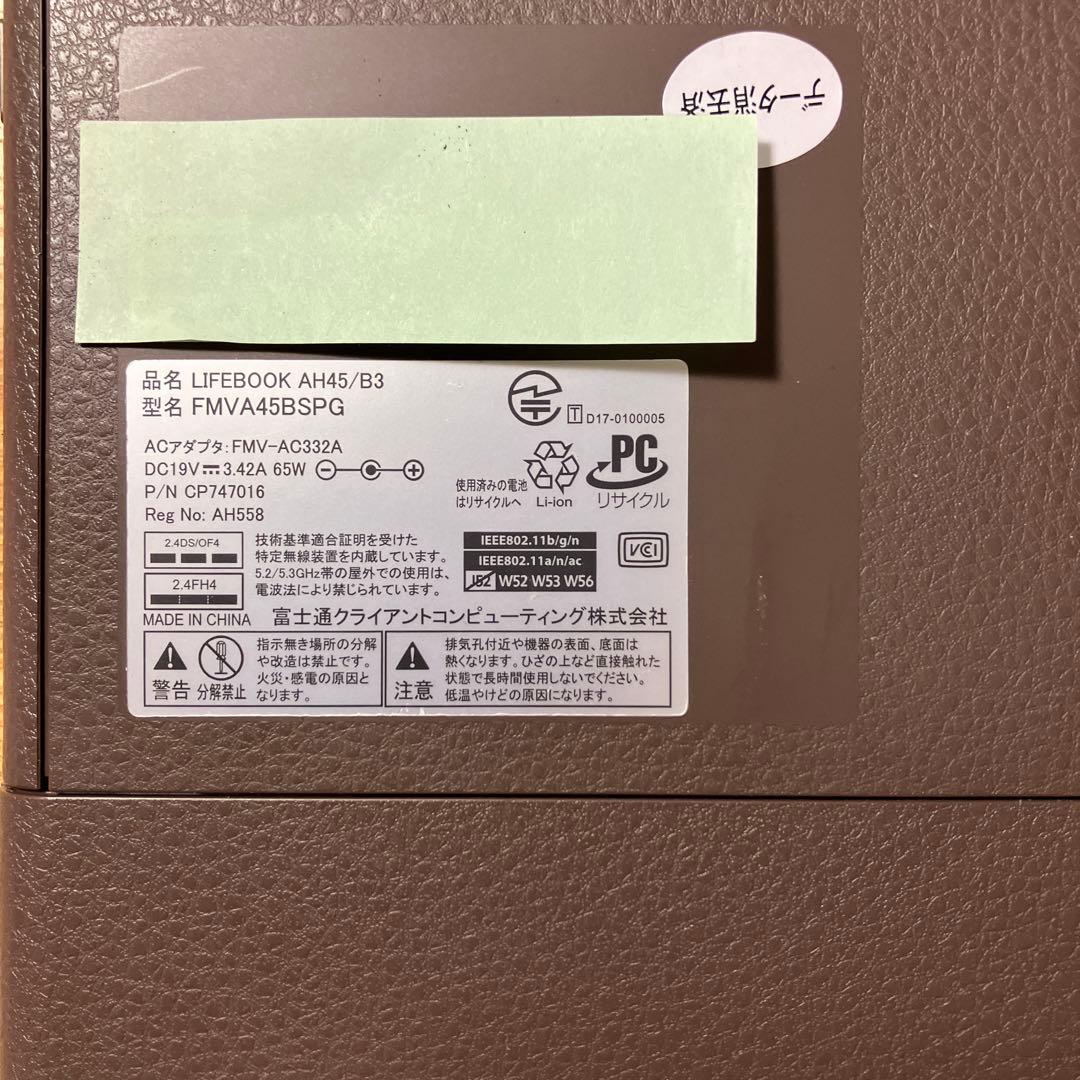 データ消去済
品名 LIFEBOOK AH45/B3
型名 FMVA45BSPG
T D17-0100005
ACアダプタ:FMV-AC332A
DC19V 3.42A 65W
P/N CP747016
Reg No: AH558
使用済みの電池
はリサイクルへ
Li-ion
PC
リサイクル
2.4DS/OF4
2.4FH4
技術基準適合証明を受けた
特定無線装置を内蔵しています。
5.2/5.3GHz帯の屋外での使用は、
電波法により禁じられています。
IEEE802.11b/g/n
IEEE802.11a/n/ac
J52 W52 W53 W56
VCI
MADE IN CHINA
富士通クライアントコンピューティング株式会社
警告
分解禁止
指示無き場所の分解
や改造は禁止です。
火災・感電の原因と
なります。
注意
排気孔付近や機器の表面、底面は
熱くなります。ひざの上など直接触れた
状態で長時間使用しないでください。
低温やけどの原因になります。